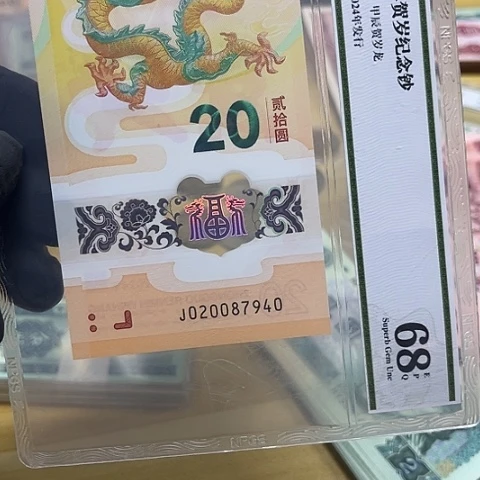 20
贰拾圆
福
J020087940
贺岁纪念钞
甲辰贺岁龙
2024年发行
68 EPQ
Superb Gem Unc